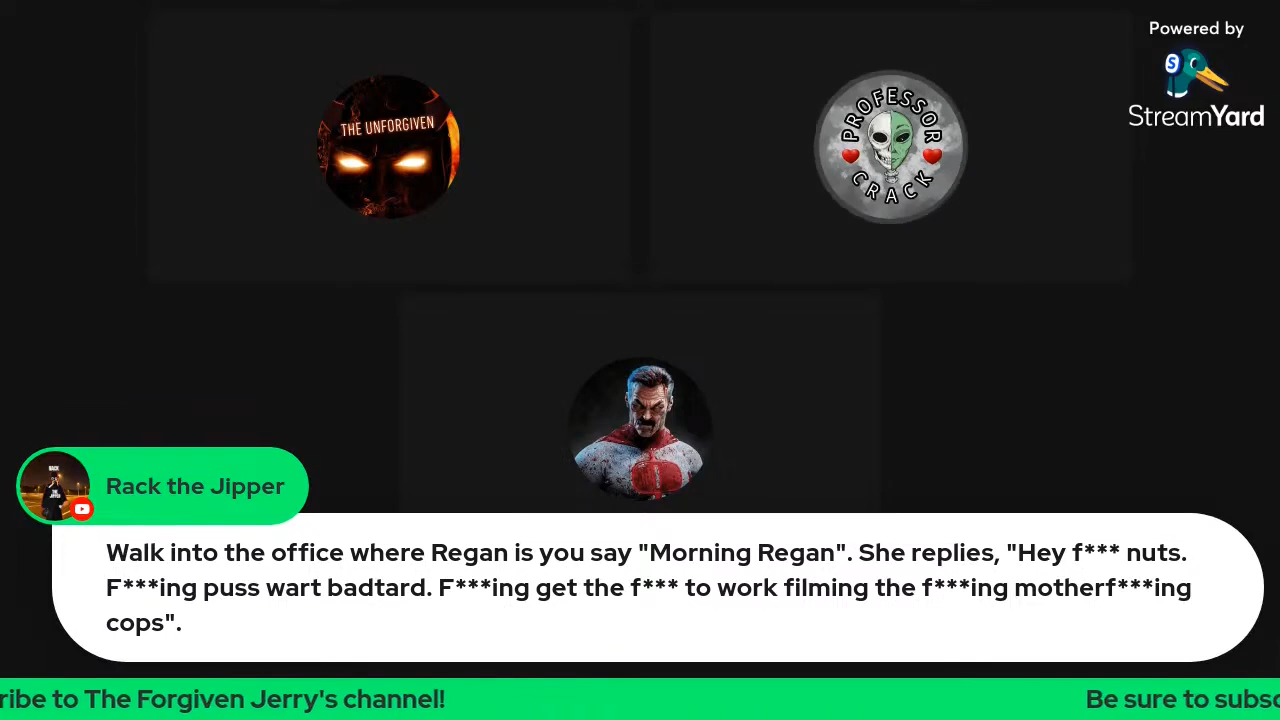 Powered by
S
StreamYard
THE UNFORGIVEN
PROFESSOR
CRACK
Rack the Jipper
Walk into the office where Regan is you say "Morning Regan". She replies, "Hey f*** nuts.
F***ing puss wart badtard. F***ing get the f*** to work filming the f***ing motherf***ing
cops".
ribe to The Forgiven Jerry's channel!
Be sure to subsc